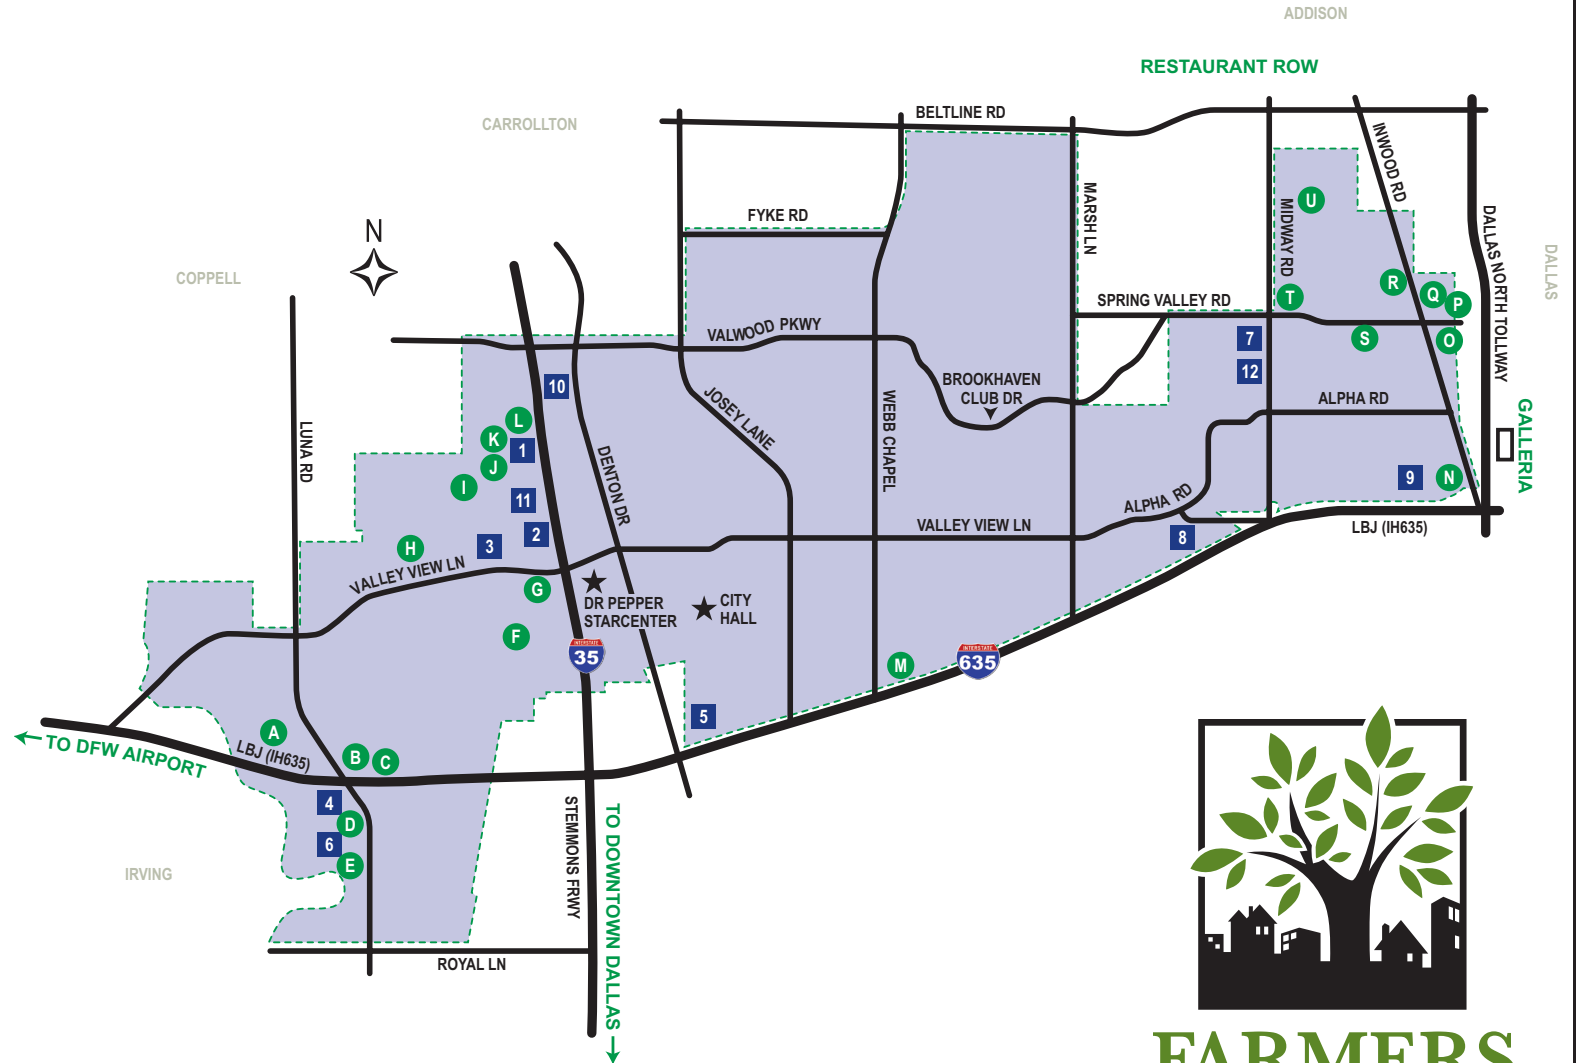 ADDISON
RESTAURANT ROW
CARROLLTON
BELTLINE RD
INWOOD RD
MARSH LN
MIDWAY RD
U
FYKE RD
DALLAS NORTH TOLLWAY
N
COPPELL
DALLAS
R
Q
P
T
SPRING VALLEY RD
VALWOOD PKWY
7
S
O
12
10
BROOKHAVEN
CLUB DR
JOSEY LANE
WEBB CHAPEL
ALPHA RD
GALLERIA
LUNA RD
L
K
1
J
I
DENTON DR
11
9
N
ALPHA RD
2
3
H
VALLEY VIEW LN
8
LBJ (IH635)
VALLEY VIEW LN
G
DR PEPPER
STARCENTER
CITY
HALL
F
INTERSTATE
35
INTERSTATE
635
M
5
A
LBJ (IH635)
B
C
TO DFW AIRPORT
4
D
6
E
IRVING
STEMMONS FRWY
TO DOWNTOWN DALLAS
ROYAL LN
FARMERS